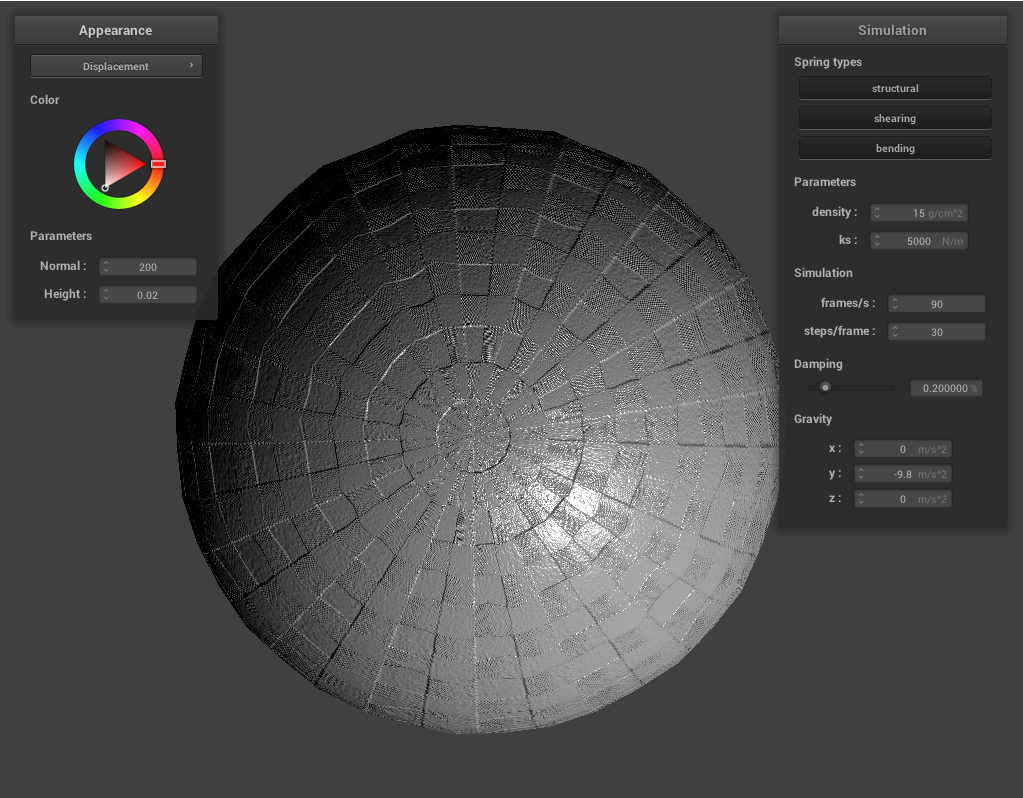 Appearance
Displacement ›
Color
Parameters
Normal : 200
Height : 0.02
Simulation
Spring types
structural
shearing
bending
Parameters
density : 15 g/cm^2
ks : 5000 N/m
Simulation
frames/s : 90
steps/frame : 30
Damping
0.200000 %
Gravity
x : 0 m/s^2
y : -9.8 m/s^2
z : 0 m/s^2